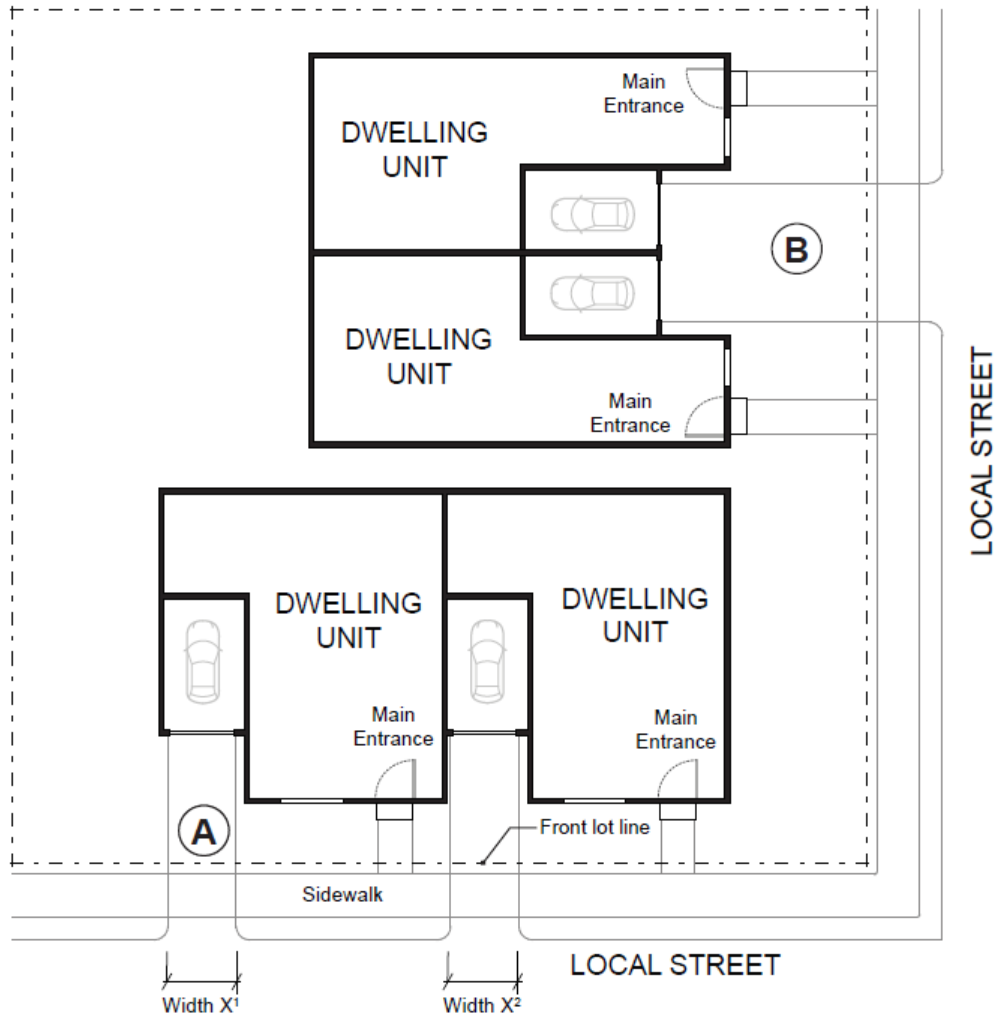 Main
Entrance
DWELLING
UNIT
B
DWELLING
UNIT
Main
Entrance
LOCAL STREET
DWELLING
UNIT
DWELLING
UNIT
Main
Entrance
Main
Entrance
A
Front lot line
Sidewalk
LOCAL STREET
Width X¹
Width X²